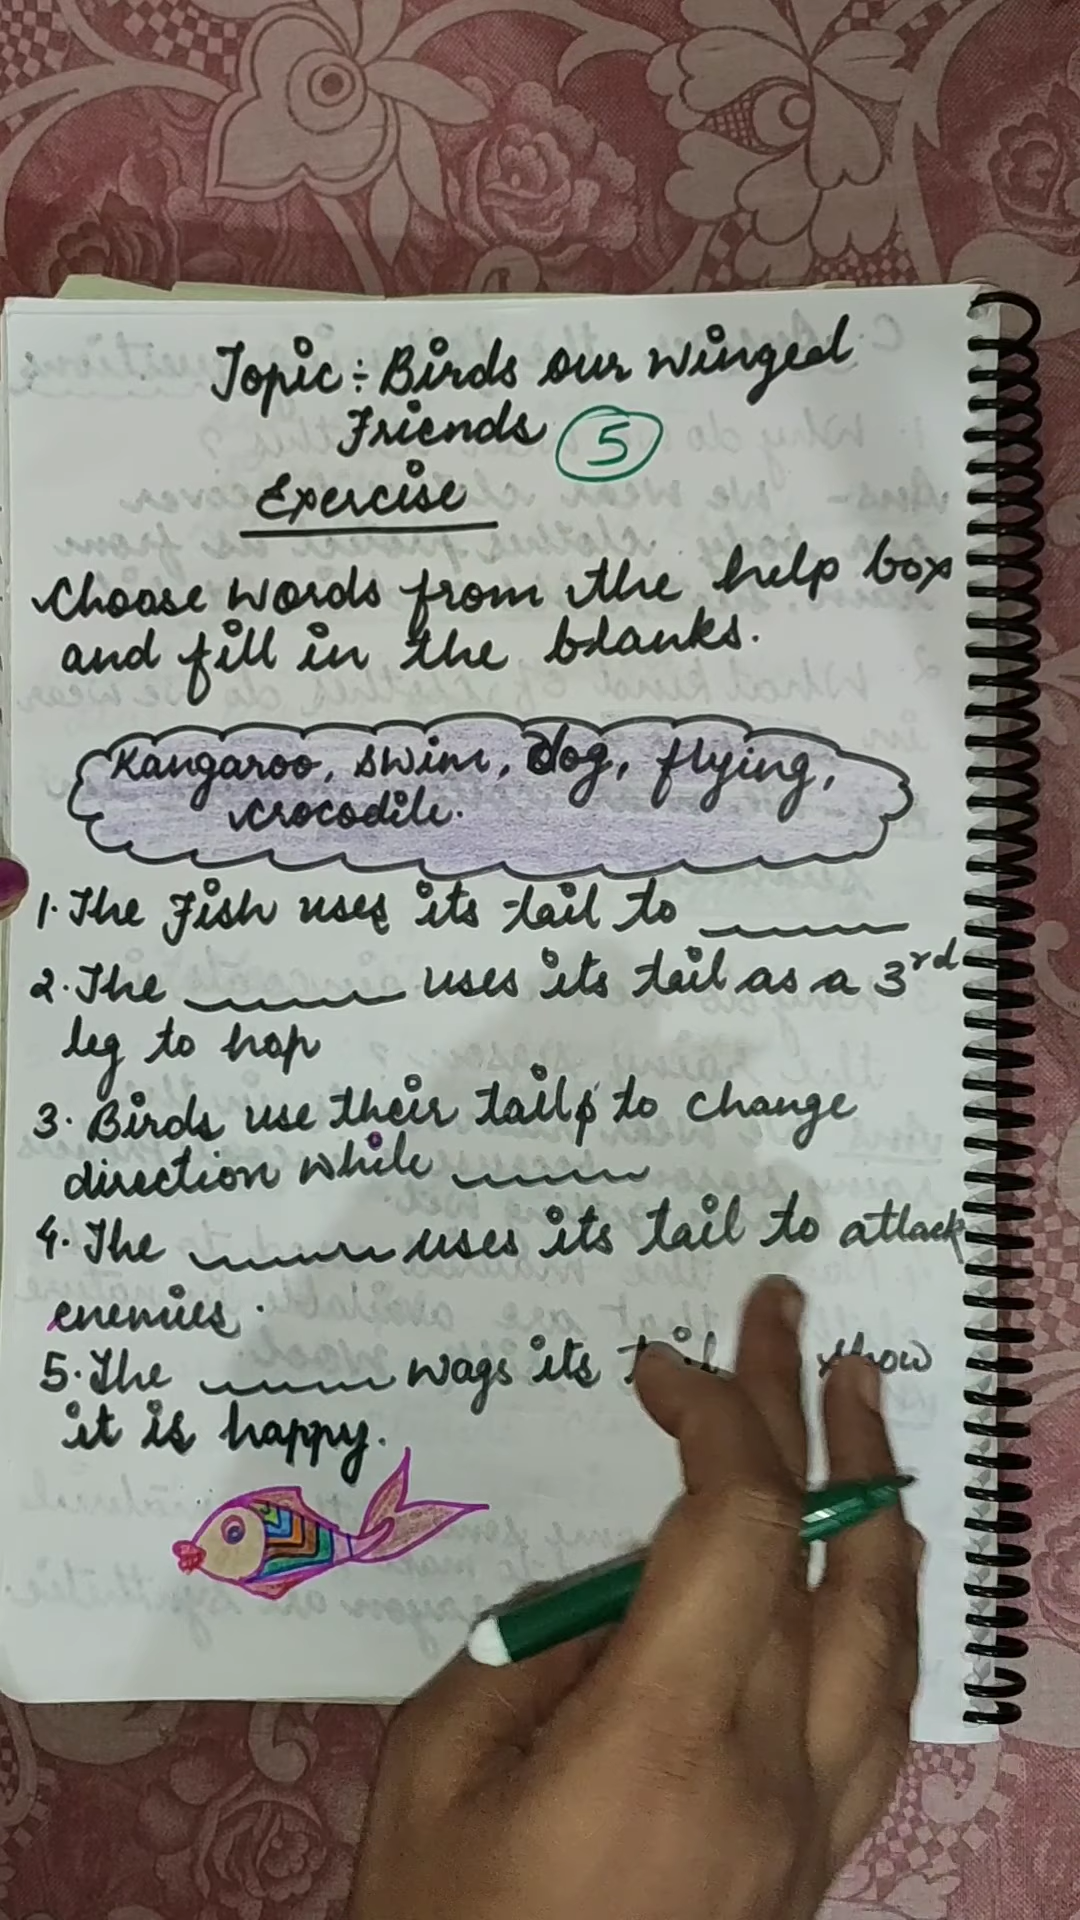 Topic :- Birds our winged
Friends 5
Exercise
Choose words from the help box
and fill in the blanks.
Kangaroo, swim, Dog, flying,
crocodile.
1. The Fish uses its tail to ______
2. The ______ uses its tail as a 3rd
leg to hop
3. Birds use their tails to change
direction while ______
4. The ______ uses its tail to attack
enemies.
5. The ______ wags its tail show
it is happy.